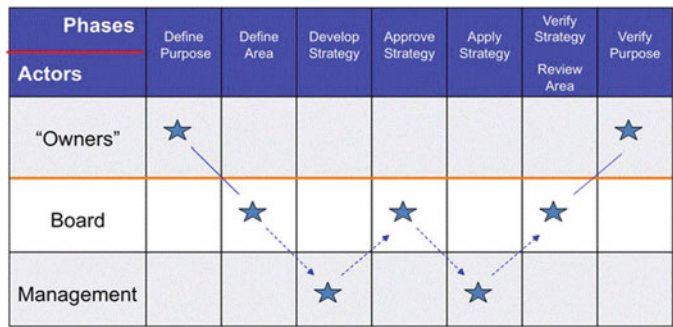 Phases
Actors
Define
Purpose
Define
Area
Develop
Strategy
Approve
Strategy
Apply
Strategy
Verify
Strategy
Review
Area
Verify
Purpose
“Owners”
Board
Management